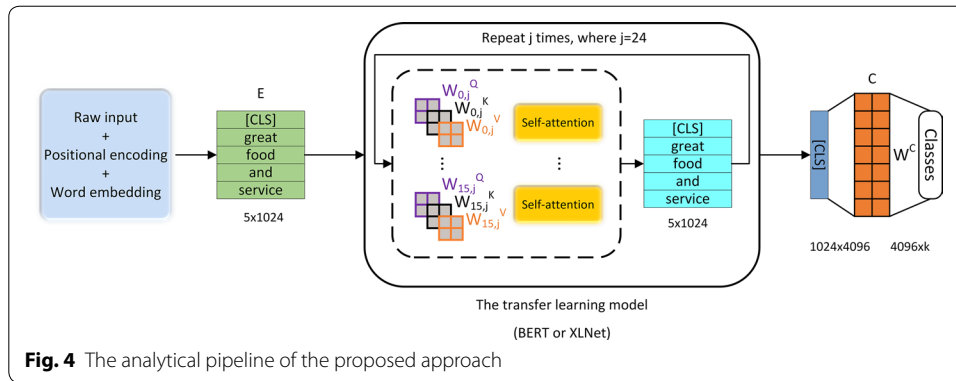 Raw input
+
Positional encoding
+
Word embedding
E
[CLS]
great
food
and
service
5x1024
Repeat j times, where j=24
W0,jQ
W0,jK
W0,jV
Self-attention
...
...
W15,jQ
W15,jK
W15,jV
Self-attention
[CLS]
great
food
and
service
5x1024
The transfer learning model
(BERT or XLNet)
C
[CLS]
WC
Classes
1024x4096
4096xk
Fig. 4 The analytical pipeline of the proposed approach